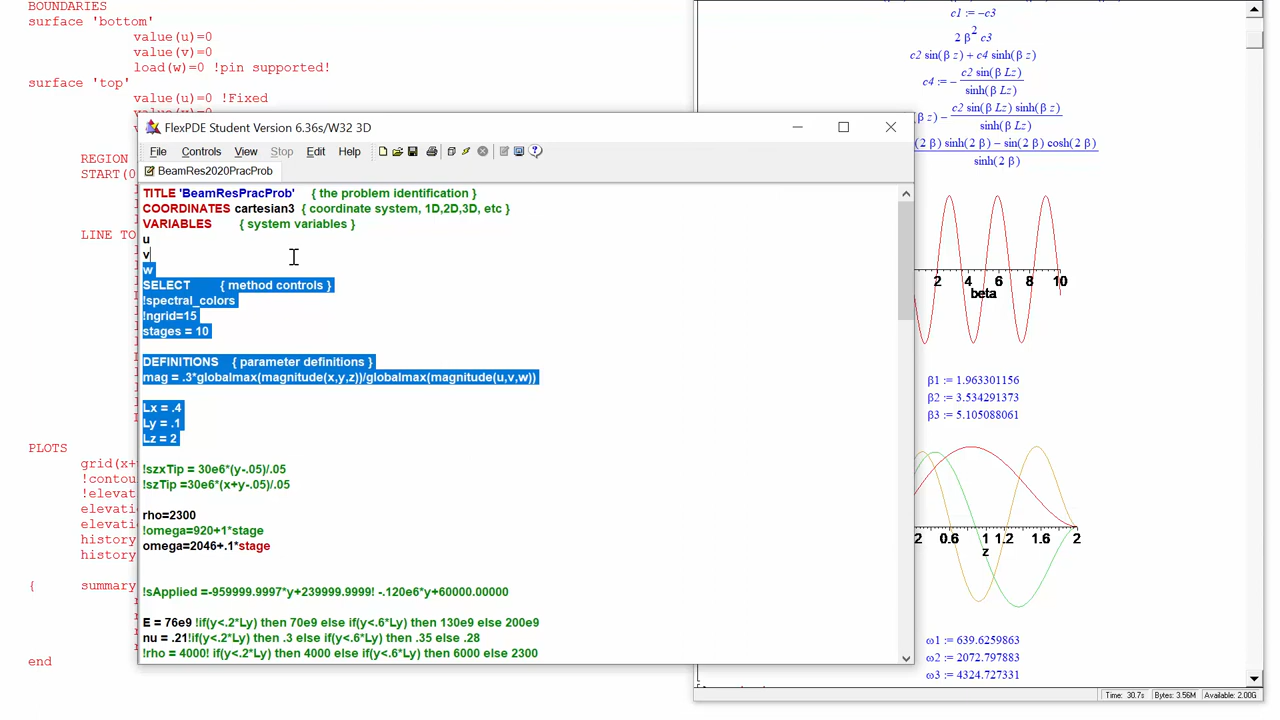 BOUNDARIES
surface 'bottom'
value(u)=0
value(v)=0
load(w)=0 !pin supported!
surface 'top'
value(u)=0 !Fixed
REGION
START(0
LINE TO
PLOTS
grid(x+
!contou
!elevat
elevatio
elevatio
history
history
{ summary
end
FlexPDE Student Version 6.36s/W32 3D
File Controls View Stop Edit Help
BeamRes2020PracProb
TITLE 'BeamResPracProb' { the problem identification }
COORDINATES cartesian3 { coordinate system, 1D,2D,3D, etc }
VARIABLES { system variables }
u
v
w
SELECT { method controls }
!spectral_colors
!ngrid=15
stages = 10
DEFINITIONS { parameter definitions }
mag = .3*globalmax(magnitude(x,y,z))/globalmax(magnitude(u,v,w))
Lx = .4
Ly = .1
Lz = 2
!szxTip = 30e6*(y-.05)/.05
!szTip =30e6*(x+y-.05)/.05
rho=2300
!omega=920+1*stage
omega=2046+.1*stage
!sApplied =-959999.9997*y+239999.9999! -.120e6*y+60000.00000
E = 76e9 !if(y<.2*Ly) then 70e9 else if(y<.6*Ly) then 130e9 else 200e9
nu = .21!if(y<.2*Ly) then .3 else if(y<.6*Ly) then .35 else .28
!rho = 4000! if(y<.2*Ly) then 4000 else if(y<.6*Ly) then 6000 else 2300
c1 := −c3
2 β² c3
c2 sin(β z) + c4 sinh(β z)
c4 := − c2 sin(β Lz) / sinh(β Lz)
β z) − c2 sin(β Lz) sinh(β z) / sinh(β Lz)
(2 β) sinh(2 β) − sin(2 β) cosh(2 β) / sinh(2 β)
2 4 6 8 10
beta
β1 := 1.963301156
β2 := 3.534291373
β3 := 5.105088061
2 0.6 1 1.2 1.6 2
z
ω1 := 639.6259863
ω2 := 2072.797883
ω3 := 4324.727331
Time: 30.7s Bytes: 3.56M Available: 2.00G